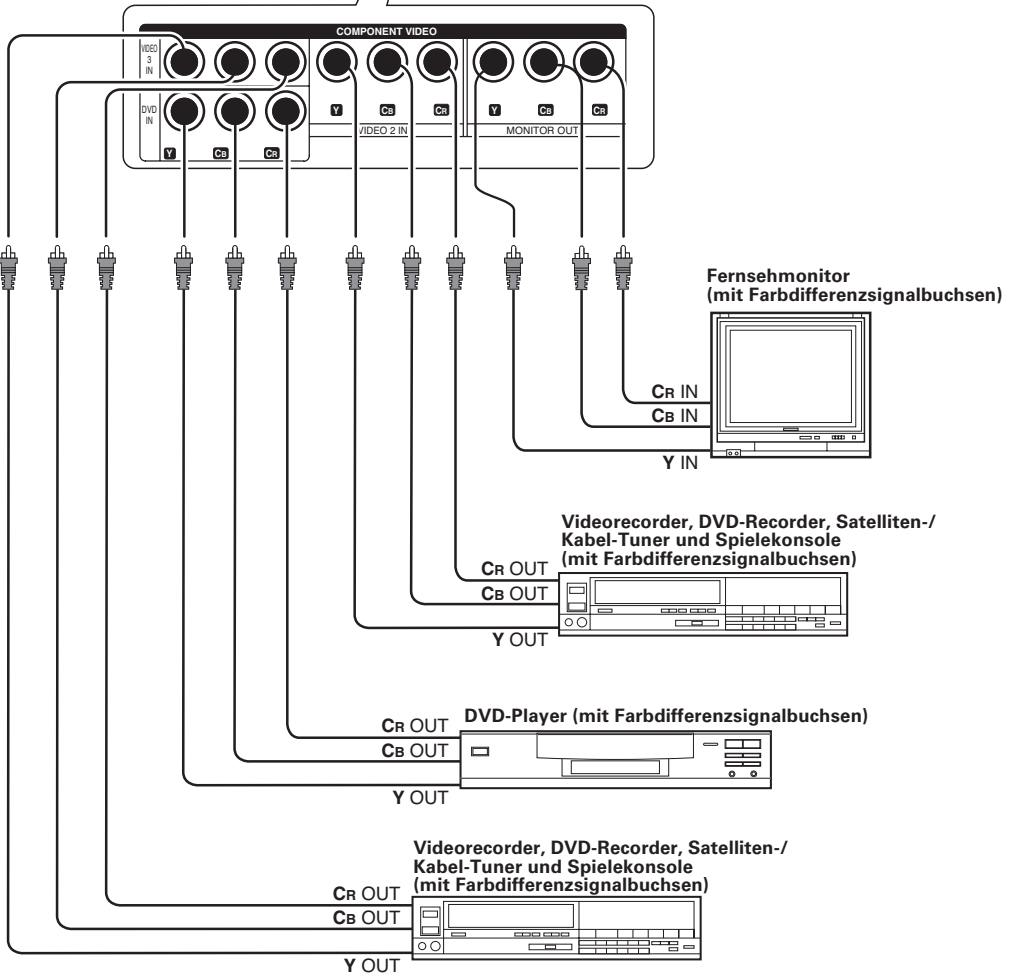 COMPONENT VIDEO
VIDEO
3
IN
DVD
IN
Y CB CR
Y CB CR
VIDEO 2 IN
Y CB CR
MONITOR OUT
Fernsehmonitor
(mit Farbdifferenzsignalbuchsen)
CR IN
CB IN
Y IN
Videorecorder, DVD-Recorder, Satelliten-/
Kabel-Tuner und Spielekonsole
(mit Farbdifferenzsignalbuchsen)
CR OUT
CB OUT
Y OUT
DVD-Player (mit Farbdifferenzsignalbuchsen)
CR OUT
CB OUT
Y OUT
Videorecorder, DVD-Recorder, Satelliten-/
Kabel-Tuner und Spielekonsole
(mit Farbdifferenzsignalbuchsen)
CR OUT
CB OUT
Y OUT